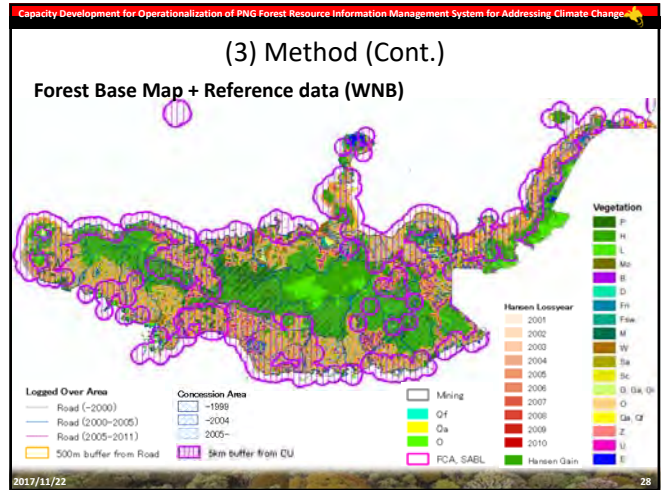 Capacity Development for Operationalization of PNG Forest Resource Information Management System for Addressing Climate Change
(3) Method (Cont.)
Forest Base Map + Reference data (WNB)
Logged Over Area
Road (-2000)
Road (2000-2005)
Road (2005-2011)
500m buffer from Road
Concession Area
-1999
-2004
2005-
5km buffer from CU
Mining
Qf
Qa
O
FCA, SABL
Hansen Lossyear
2001
2002
2003
2004
2005
2006
2007
2008
2009
2010
Hansen Gain
Vegetation
P
H
L
Mo
B
D
Fri
Fsw
M
W
Sa
Sc
G, Ga, Gi
O
Qa, Qf
Z
U
E
2017/11/22
28